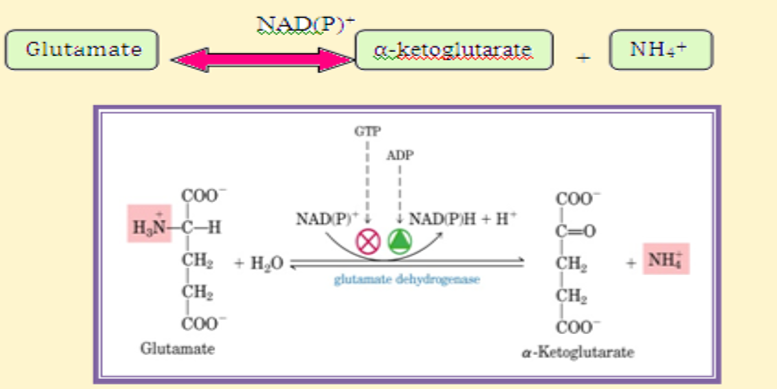 NAD(P)⁺
Glutamate α-ketoglutarate + NH₄⁺
GTP
ADP
NAD(P)⁺ NAD(P)H + H⁺
COO⁻
H₃N⁺—C—H
CH₂
CH₂
COO⁻
Glutamate
+ H₂O
glutamate dehydrogenase
COO⁻
C=O
CH₂
CH₂
COO⁻
α-Ketoglutarate
+ NH₄⁺